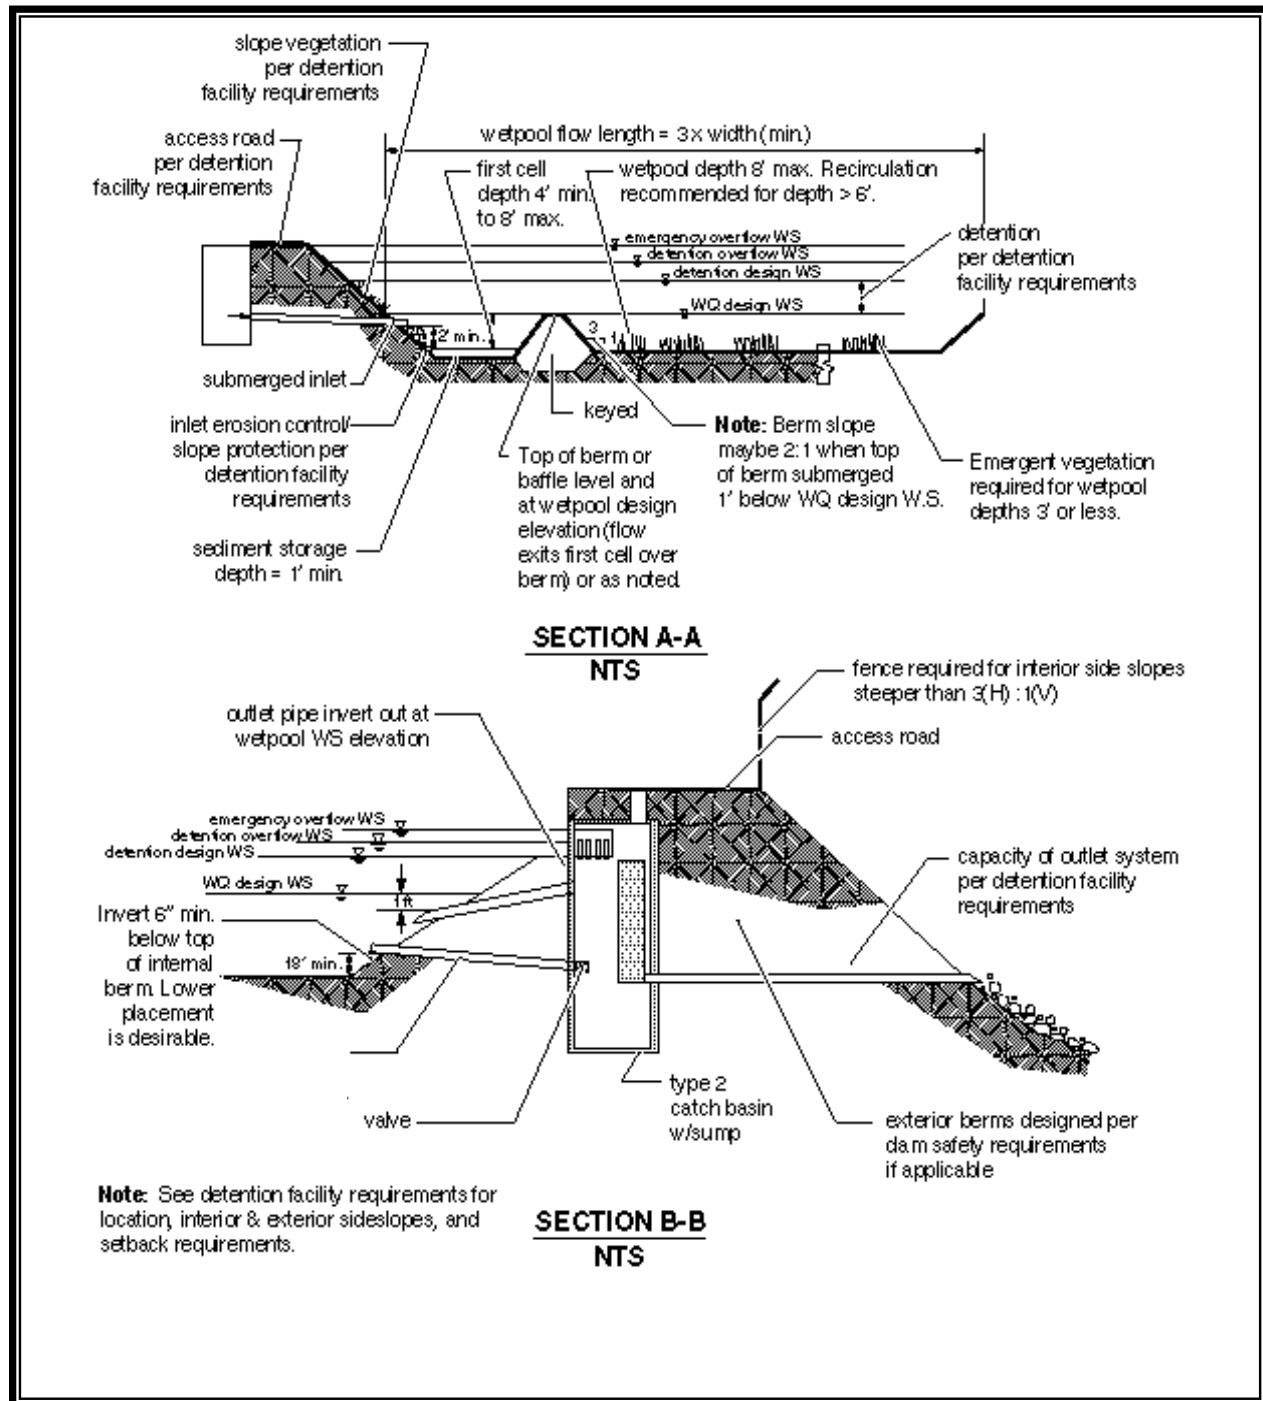 slope vegetation
per detention
facility requirements
access road
per detention
facility requirements
wetpool flow length = 3 x width (min.)
first cell
depth 4' min.
to 8' max.
wetpool depth 8' max. Recirculation
recommended for depth > 6'.
emergency overflow WS
detention overflow WS
detention design WS
WQ design WS
detention
per detention
facility requirements
2' min.
3
1
submerged inlet
keyed
inlet erosion control/
slope protection per
detention facility
requirements
sediment storage
depth = 1' min.
Top of berm or
baffle level and
at wetpool design
elevation (flow
exits first cell over
berm) or as noted.
Note: Berm slope
maybe 2:1 when top
of berm submerged
1' below WQ design W.S.
Emergent vegetation
required for wetpool
depths 3' or less.
SECTION A-A
NTS
fence required for interior side slopes
steeper than 3(H) :1(V)
access road
outlet pipe invert out at
wetpool WS elevation
emergency overflow WS
detention overflow WS
detention design WS
WQ design WS
1 ft
Invert 6" min.
below top
of internal
berm. Lower
placement
is desirable.
18" min.
capacity of outlet system
per detention facility
requirements
valve
type 2
catch basin
w/sump
exterior berms designed per
dam safety requirements
if applicable
Note: See detention facility requirements for
location, interior & exterior sideslopes, and
setback requirements.
SECTION B-B
NTS